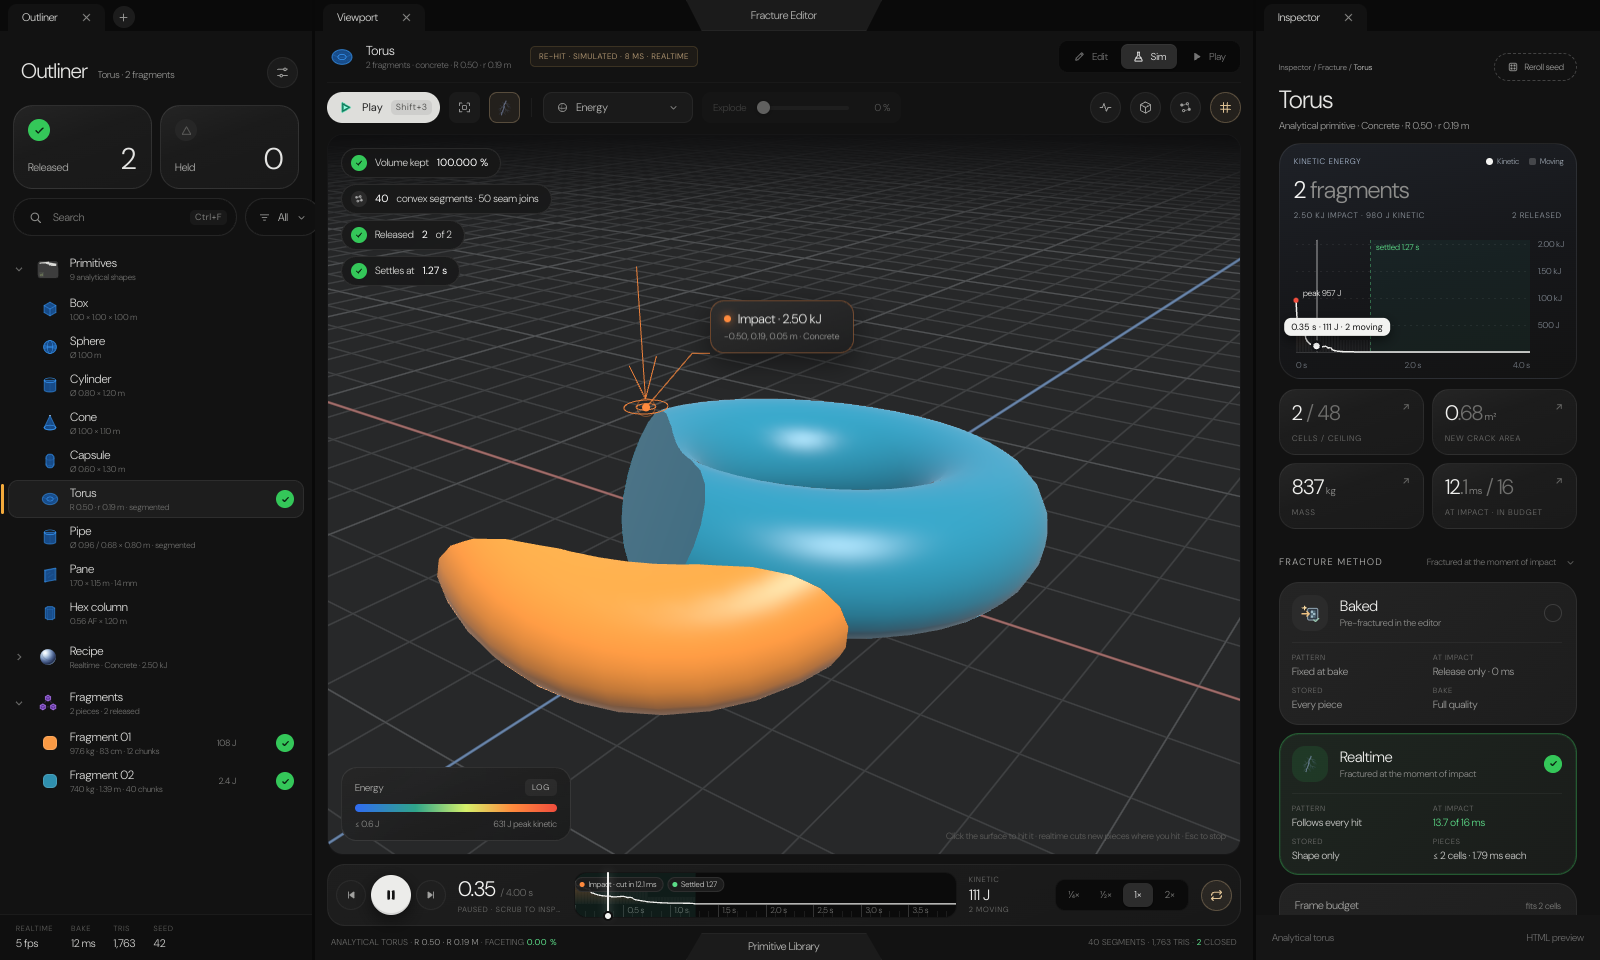 Outliner
Viewport
Fracture Editor
Inspector
Outliner
Torus · 2 fragments
Released
2
Held
0
Search
Ctrl+F
All
Primitives
9 analytical shapes
Box
1.00 × 1.00 × 1.00 m
Sphere
Ø 1.00 m
Cylinder
Ø 0.80 × 1.20 m
Cone
Ø 1.00 × 1.10 m
Capsule
Ø 0.60 × 1.30 m
Torus
R 0.50 · r 0.19 m · segmented
Pipe
Ø 0.96 / 0.68 × 0.80 m · segmented
Pane
1.70 × 1.15 m · 14 mm
Hex column
0.56 AF × 1.20 m
Recipe
Realtime · Concrete · 2.50 kJ
Fragments
2 pieces · 2 released
Fragment 01
97.6 kg · 83 cm · 12 chunks
108 J
Fragment 02
740 kg · 1.39 m · 40 chunks
2.4 J
REALTIME
5 fps
BAKE
12 ms
TRIS
1,763
SEED
42
Torus
2 fragments · concrete · R 0.50 · r 0.19 m
RE-HIT · SIMULATED · 8 MS · REALTIME
Edit
Sim
Play
Play
Shift+3
Energy
Explode
0 %
Volume kept 100.000 %
40 convex segments · 50 seam joins
Released 2 of 2
Settles at 1.27 s
Impact · 2.50 kJ
−0.50, 0.19, 0.05 m · Concrete
Energy
LOG
≤ 0.6 J
631 J peak kinetic
Click the surface to hit it · realtime cuts new pieces where you hit · Esc to stop
0.35 / 4.00 s
PAUSED · SCRUB TO INSP…
Impact · cut in 12.1 ms
Settled 1.27
0.5 s
1.0 s
1.5 s
2.0 s
2.5 s
3.0 s
3.5 s
KINETIC
111 J
2 MOVING
¼×
½×
1×
2×
ANALYTICAL TORUS · R 0.50 · R 0.19 M · FACETING 0.00 %
Primitive Library
40 SEGMENTS · 1,763 TRIS · 2 CLOSED
Inspector / Fracture / Torus
Reroll seed
Torus
Analytical primitive · Concrete · R 0.50 · r 0.19 m
KINETIC ENERGY
Kinetic
Moving
2 fragments
2.50 KJ IMPACT · 980 J KINETIC
2 RELEASED
settled 1.27 s
2.00 kJ
1.50 kJ
1.00 kJ
500 J
peak 957 J
0.35 s · 111 J · 2 moving
0 s
2.0 s
4.0 s
2 / 48
CELLS / CEILING
0.68 m²
NEW CRACK AREA
837 kg
MASS
12.1 ms / 16
AT IMPACT · IN BUDGET
FRACTURE METHOD
Fractured at the moment of impact
Baked
Pre-fractured in the editor
PATTERN
Fixed at bake
AT IMPACT
Release only · 0 ms
STORED
Every piece
BAKE
Full quality
Realtime
Fractured at the moment of impact
PATTERN
Follows every hit
AT IMPACT
13.7 of 16 ms
STORED
Shape only
PIECES
≤ 2 cells · 1.79 ms each
Frame budget
fits 2 cells
Analytical torus
HTML preview